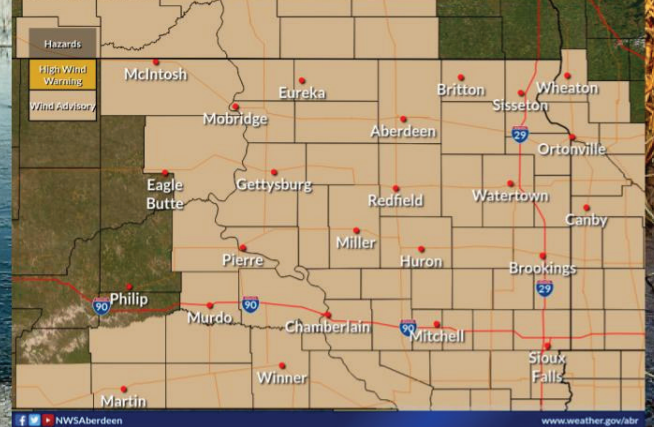 Hazards
High Wind
Warning
Wind Advisory
McIntosh
Eureka
Britton
Wheaton
Sisseton
Mobridge
Aberdeen
29
Ortonville
Eagle
Butte
Gettysburg
Redfield
Watertown
Canby
Miller
Pierre
Huron
Brookings
29
Philip
90
90
Murdo
Chamberlain
90
Mitchell
Sioux
Falls
Winner
Martin
NWSAberdeen
www.weather.gov/abr